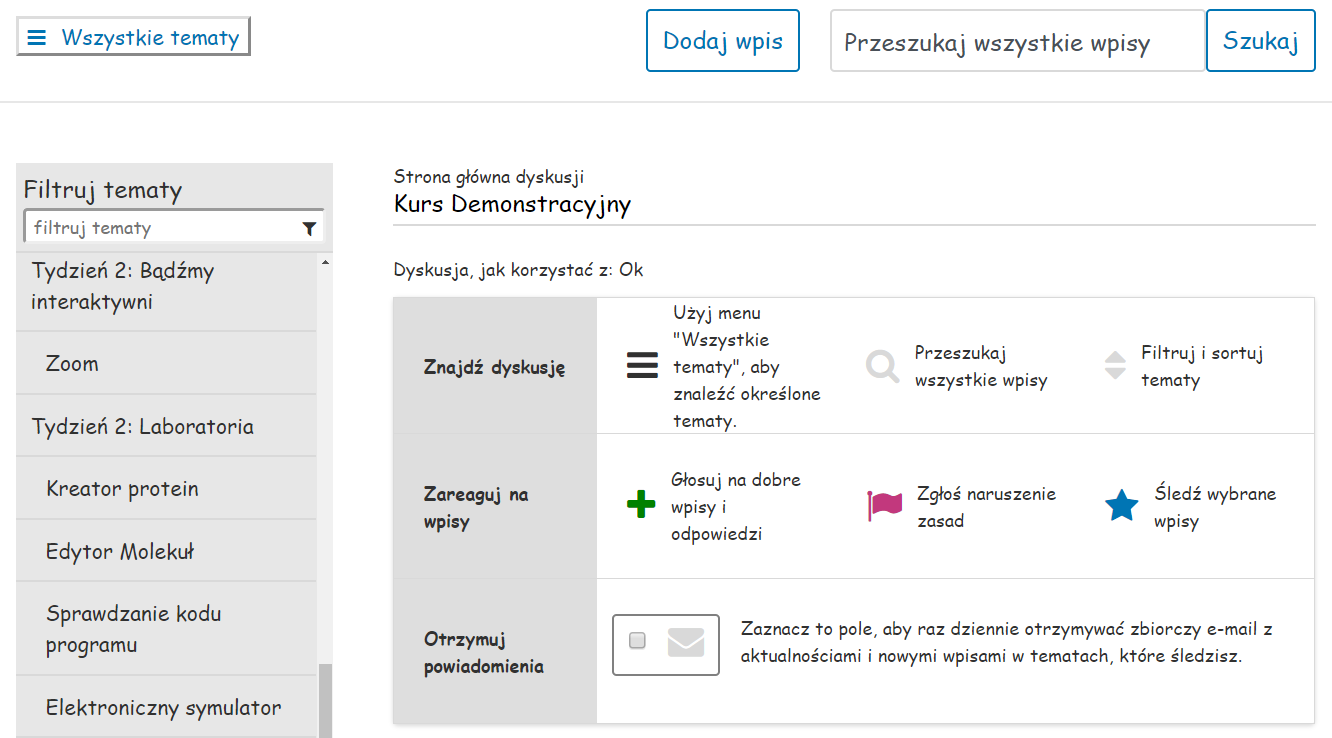 Wszystkie tematy
Dodaj wpis
Przeszukaj wszystkie wpisy
Szukaj
Filtruj tematy
filtruj tematy
Tydzień 2: Bądźmy
interaktywni
Zoom
Tydzień 2: Laboratoria
Kreator protein
Edytor Molekuł
Sprawdzanie kodu
programu
Elektroniczny symulator
Strona główna dyskusji
Kurs Demonstracyjny
Dyskusja, jak korzystać z: Ok
Znajdź dyskusję
Użyj menu
"Wszystkie
tematy", aby
znaleźć określone
tematy.
Przeszukaj
wszystkie wpisy
Filtruj i sortuj
tematy
Zareaguj na
wpisy
Głosuj na dobre
wpisy i
odpowiedzi
Zgłoś naruszenie
zasad
Śledź wybrane
wpisy
Otrzymuj
powiadomienia
Zaznacz to pole, aby raz dziennie otrzymywać zbiorczy e-mail z
aktualnościami i nowymi wpisami w tematach, które śledzisz.